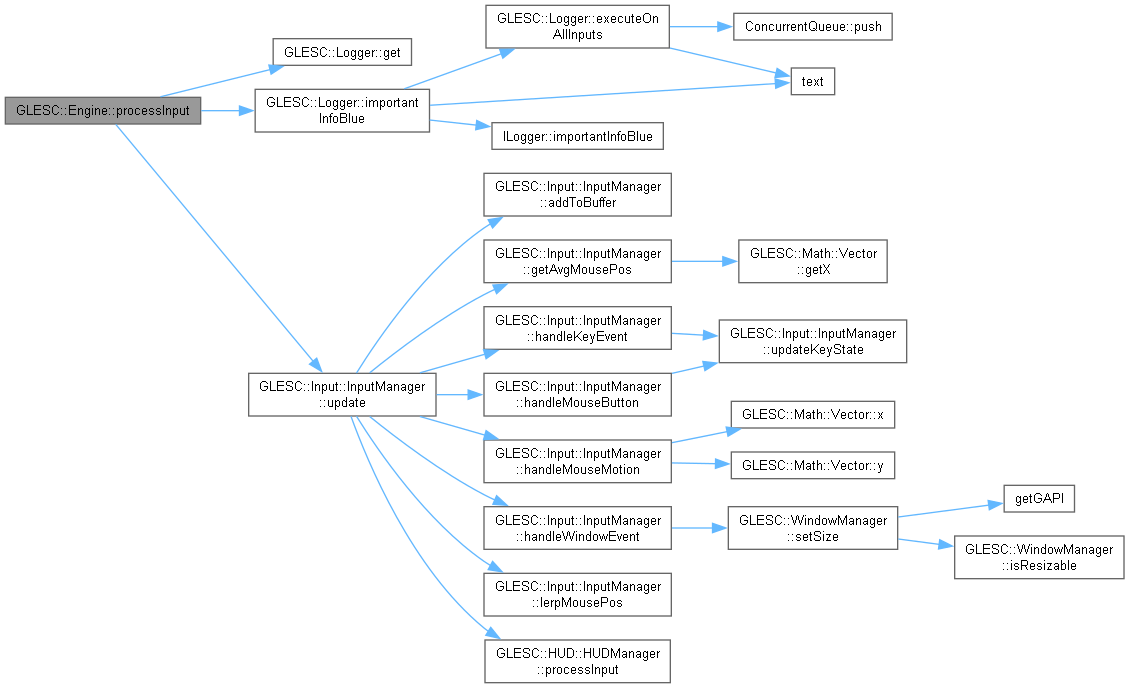 GLESC::Engine::processInput
GLESC::Logger::get
GLESC::Logger::important
InfoBlue
GLESC::Logger::executeOn
AllInputs
ConcurrentQueue::push
text
ILogger::importantInfoBlue
GLESC::Input::InputManager
::update
GLESC::Input::InputManager
::addToBuffer
GLESC::Input::InputManager
::getAvgMousePos
GLESC::Math::Vector
::getX
GLESC::Input::InputManager
::handleKeyEvent
GLESC::Input::InputManager
::updateKeyState
GLESC::Input::InputManager
::handleMouseButton
GLESC::Input::InputManager
::handleMouseMotion
GLESC::Math::Vector::x
GLESC::Math::Vector::y
GLESC::Input::InputManager
::handleWindowEvent
GLESC::WindowManager
::setSize
getGAPI
GLESC::WindowManager
::isResizable
GLESC::Input::InputManager
::lerpMousePos
GLESC::HUD::HUDManager
::processInput